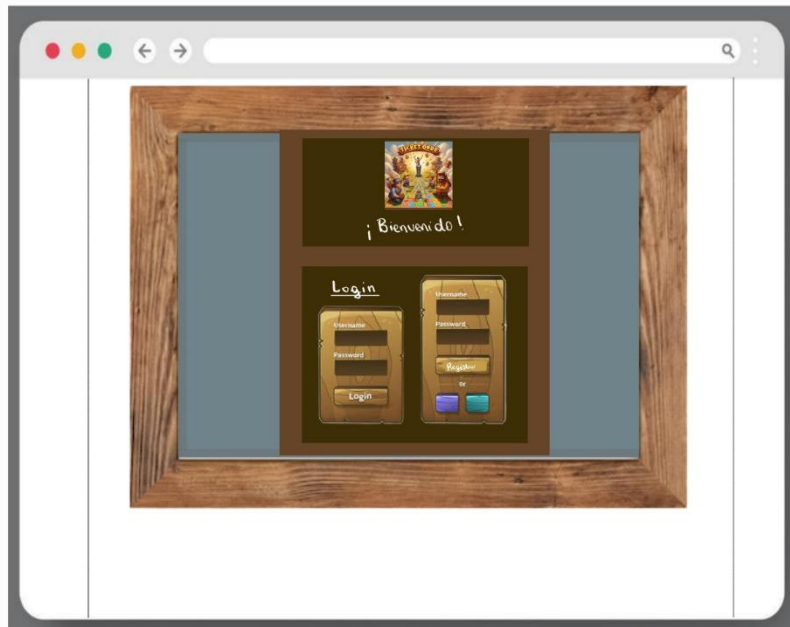 ¡Bienvenido!
Login
Username
Password
Login
Username
Password
Register
or